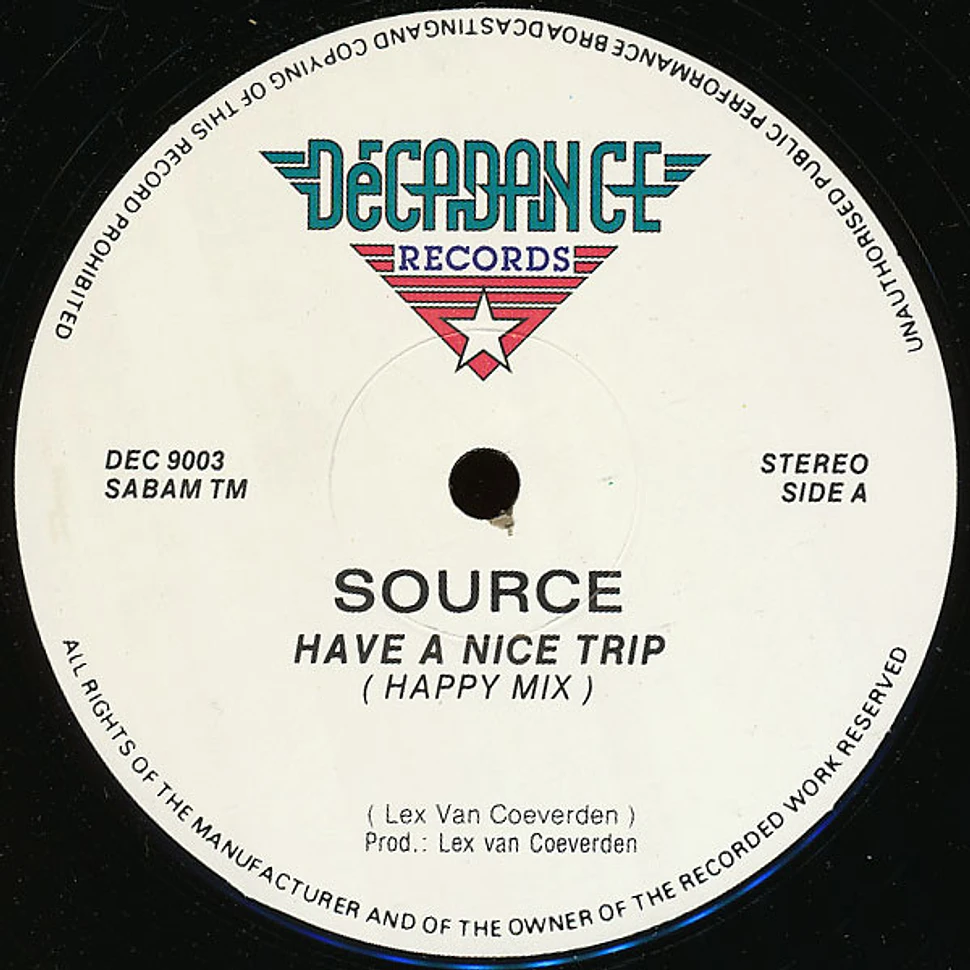 DéCADANCE
RECORDS
DEC 9003
SABAM TM
STEREO
SIDE A
SOURCE
HAVE A NICE TRIP
( HAPPY MIX )
( Lex Van Coeverden )
Prod.: Lex van Coeverden
ALL RIGHTS OF THE MANUFACTURER AND OF THE OWNER OF THE RECORDED WORK RESERVED
UNAUTHORISED PUBLIC PERFORMANCE BROADCASTINGAND COPYING OF THIS RECORD PROHIBITED